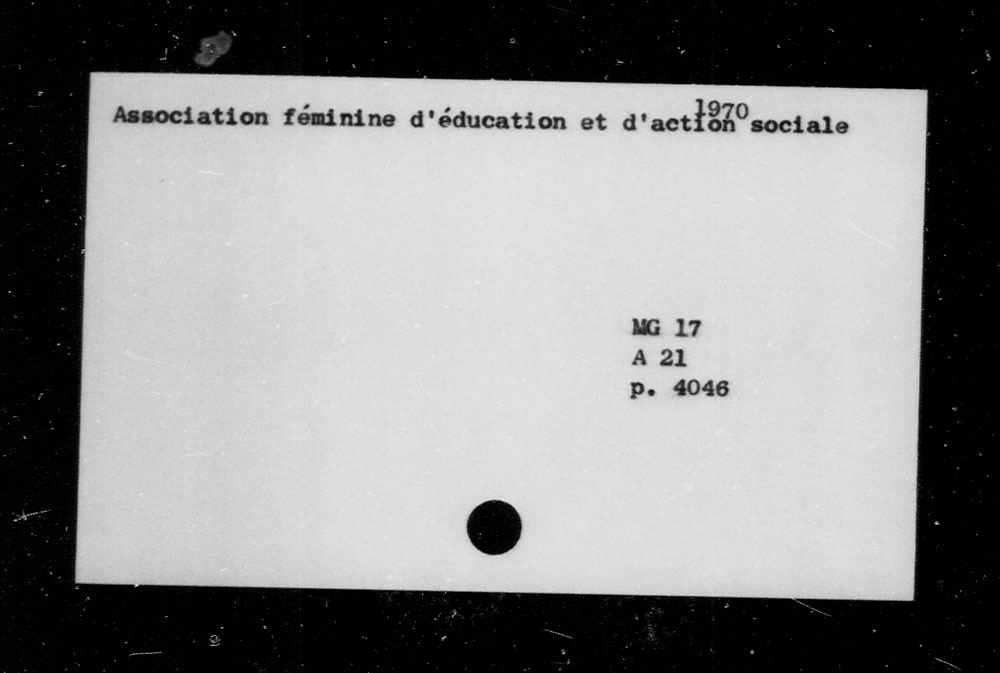 1970
Association féminine d'éducation et d'action sociale
MG 17
A 21
p. 4046